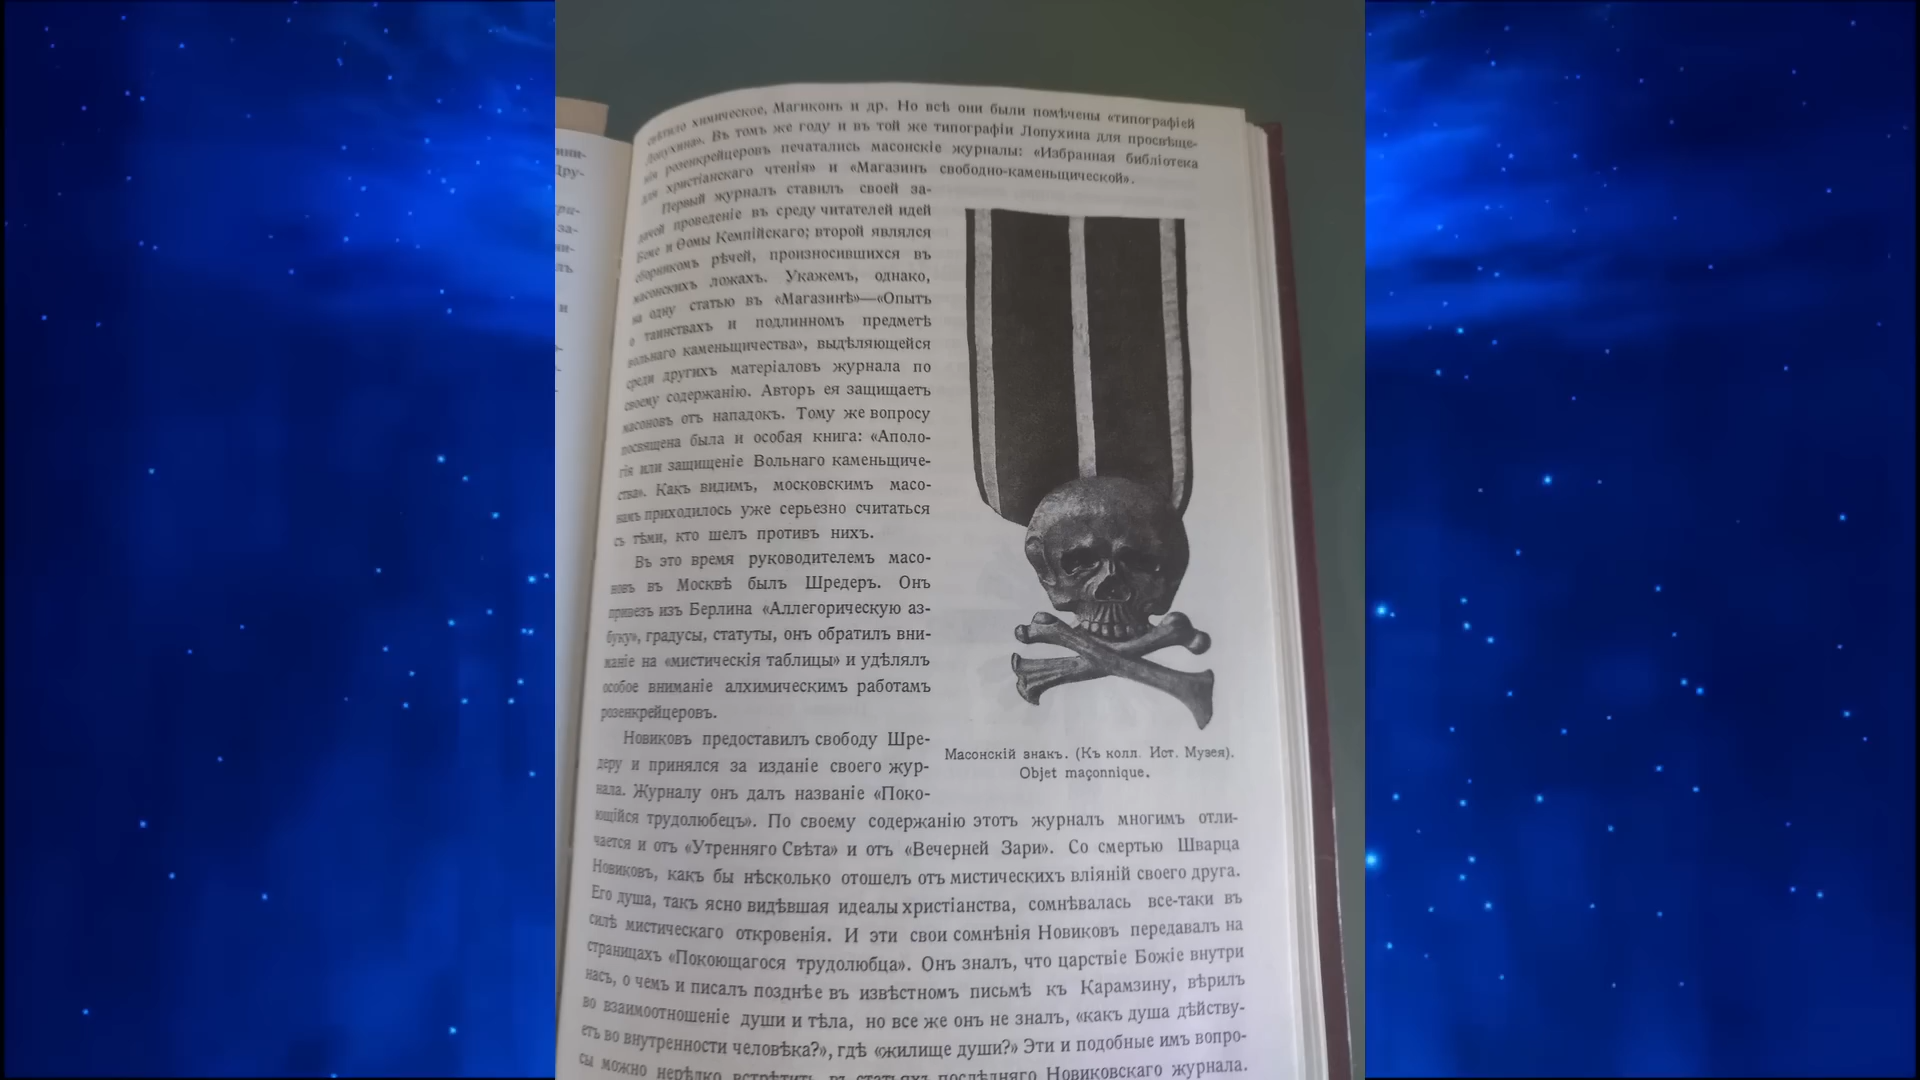 свѣтило химическое, Магиконъ и др. Но всѣ они были помѣчены «типографіей
Лопухина». Въ томъ же году и въ той же типографіи Лопухина для просвѣще-
нія розенкрейцеровъ печатались масонскіе журналы: «Избранная библіотека
для христіанскаго чтенія» и «Магазинъ свободно-каменьщической».
Первый журналъ ставилъ своей за-
дачей проведеніе въ среду читателей идей
Беме и Ѳомы Кемпійскаго; второй являлся
сборникомъ рѣчей, произносившихся въ
масонскихъ ложахъ. Укажемъ, однако,
на одну статью въ «Магазинѣ»—«Опытъ
о таинствахъ и подлинномъ предметѣ
вольнаго каменьщичества», выдѣляющейся
среди другихъ матеріаловъ журнала по
своему содержанію. Авторъ ея защищаетъ
масоновъ отъ нападокъ. Тому же вопросу
посвящена была и особая книга: «Аполо-
гія или защищеніе Вольнаго каменьщиче-
ства». Какъ видимъ, московскимъ масо-
намъ приходилось уже серьезно считаться
съ тѣми, кто шелъ противъ нихъ.
Въ это время руководителемъ масо-
новъ въ Москвѣ былъ Шредеръ. Онъ
привезъ изъ Берлина «Аллегорическую аз-
буку», градусы, статуты, онъ обратилъ вни-
маніе на «мистическія таблицы» и удѣлялъ
особое вниманіе алхимическимъ работамъ
розенкрейцеровъ.
Новиковъ предоставилъ свободу Шре-
деру и принялся за изданіе своего жур-
нала. Журналу онъ далъ названіе «Поко-
ющійся трудолюбецъ». По своему содержанію этотъ журналъ многимъ отли-
чается и отъ «Утренняго Свѣта» и отъ «Вечерней Зари». Со смертью Шварца
Новиковъ, какъ бы нѣсколько отошелъ отъ мистическихъ вліяній своего друга.
Его душа, такъ ясно видѣвшая идеалы христіанства, сомнѣвалась все-таки въ
силѣ мистическаго откровенія. И эти свои сомнѣнія Новиковъ передавалъ на
страницахъ «Покоющагося трудолюбца». Онъ зналъ, что царствіе Божіе внутри
насъ, о чемъ и писалъ позднѣе въ извѣстномъ письмѣ къ Карамзину, вѣрилъ
во взаимоотношеніе души и тѣла, но все же онъ не зналъ, «какъ душа дѣйству-
етъ во внутренности человѣка?», гдѣ «жилище души?» Эти и подобные имъ вопро-
сы можно нерѣдко встрѣтить въ статьяхъ послѣдняго Новиковскаго журнала.
Масонскій знакъ. (Къ колл. Ист. Музея).
Objet maçonnique.